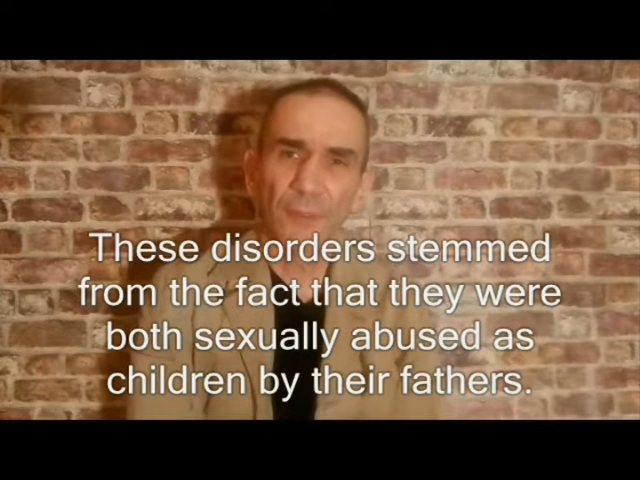 These disorders stemmed
from the fact that they were
both sexually abused as
children by their fathers.